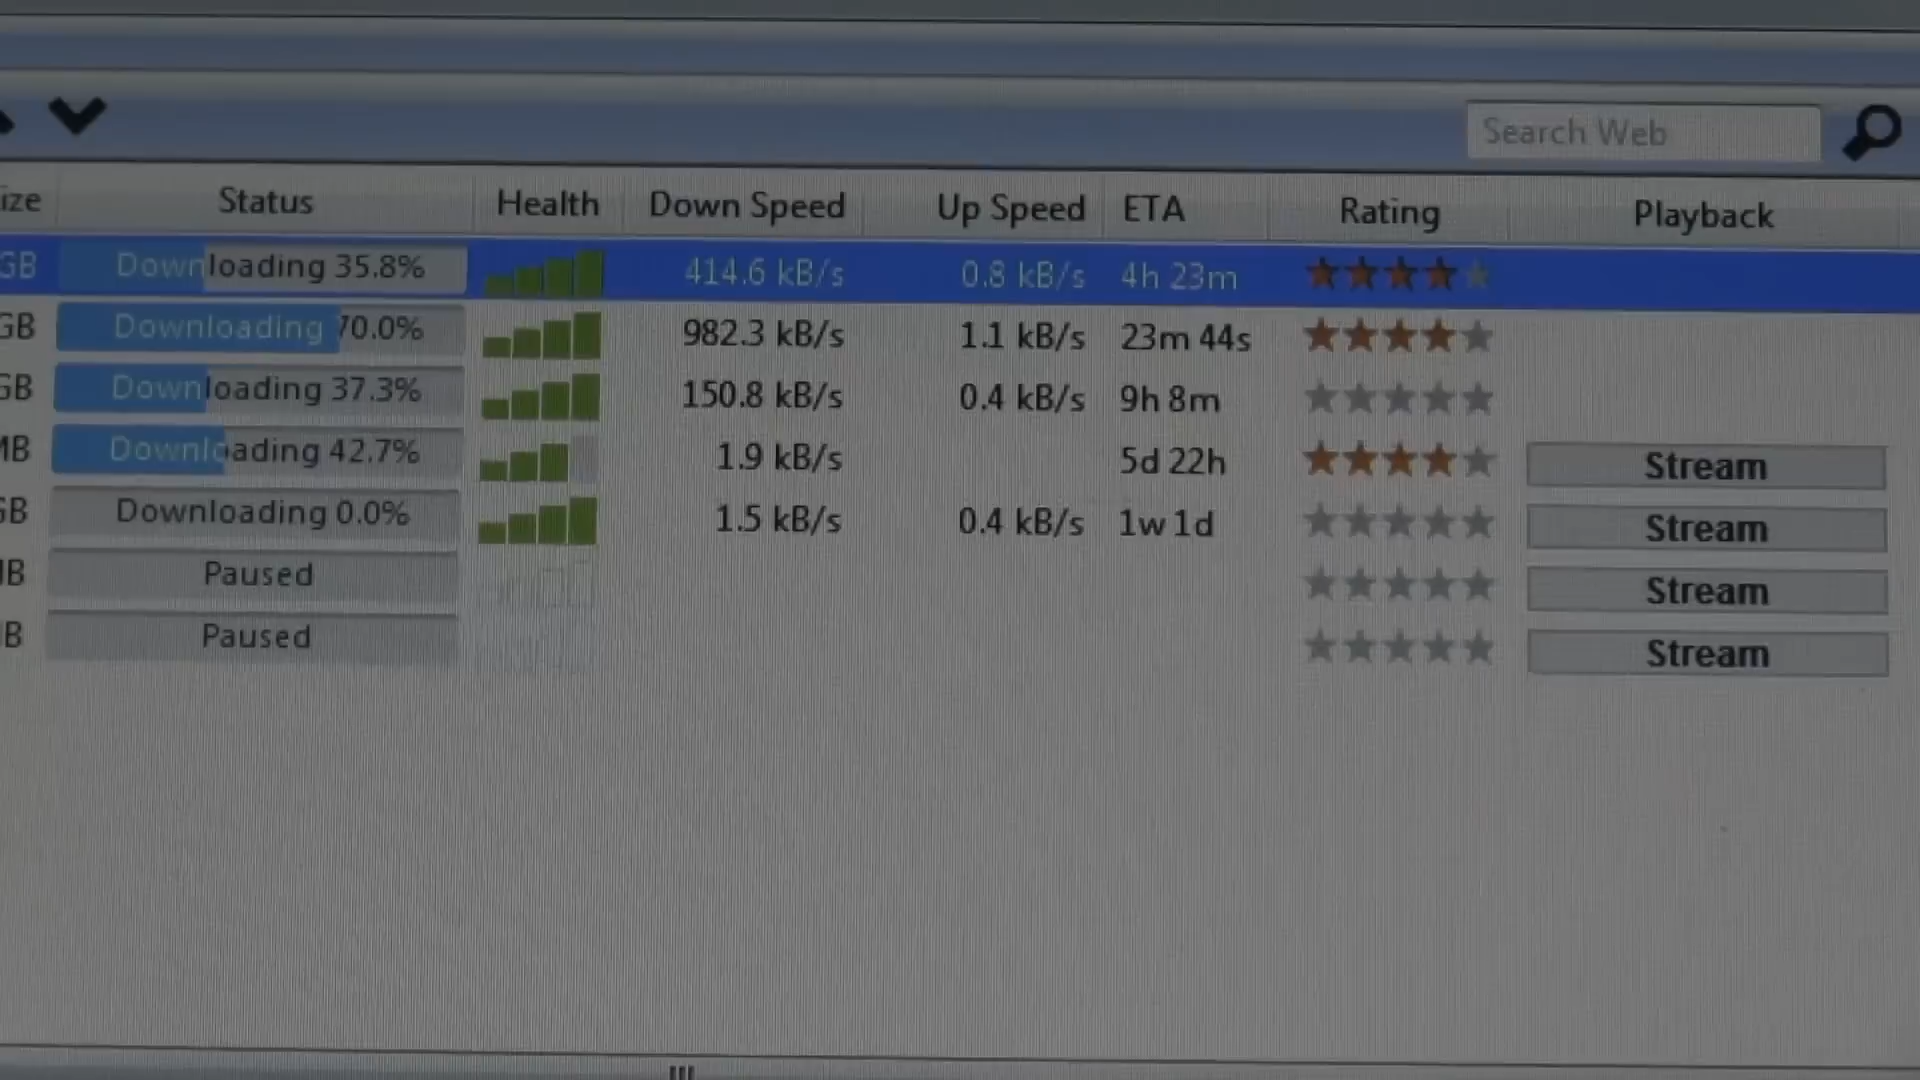 Search Web
ize Status Health Down Speed Up Speed ETA Rating Playback
GB Downloading 35.8% 414.6 kB/s 0.8 kB/s 4h 23m
GB Downloading 70.0% 982.3 kB/s 1.1 kB/s 23m 44s
GB Downloading 37.3% 150.8 kB/s 0.4 kB/s 9h 8m
MB Downloading 42.7% 1.9 kB/s 5d 22h Stream
GB Downloading 0.0% 1.5 kB/s 0.4 kB/s 1w 1d Stream
B Paused Stream
B Paused Stream